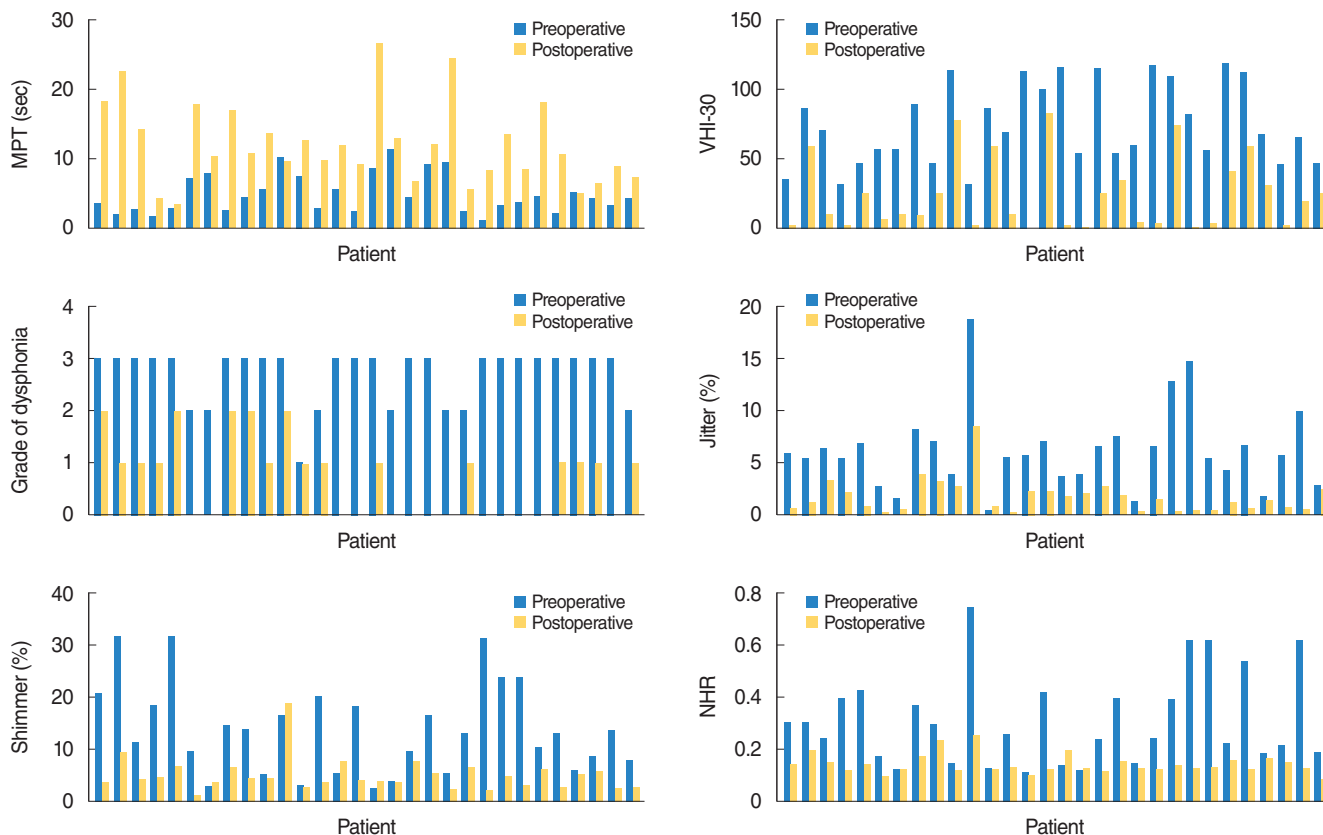 30
20
10
0
MPT (sec)
Preoperative
Postoperative
Patient
150
100
50
0
VHI-30
Preoperative
Postoperative
Patient
4
3
2
1
0
Grade of dysphonia
Preoperative
Postoperative
Patient
20
15
10
5
0
Jitter (%)
Preoperative
Postoperative
Patient
40
30
20
10
0
Shimmer (%)
Preoperative
Postoperative
Patient
0.8
0.6
0.4
0.2
0
NHR
Preoperative
Postoperative
Patient